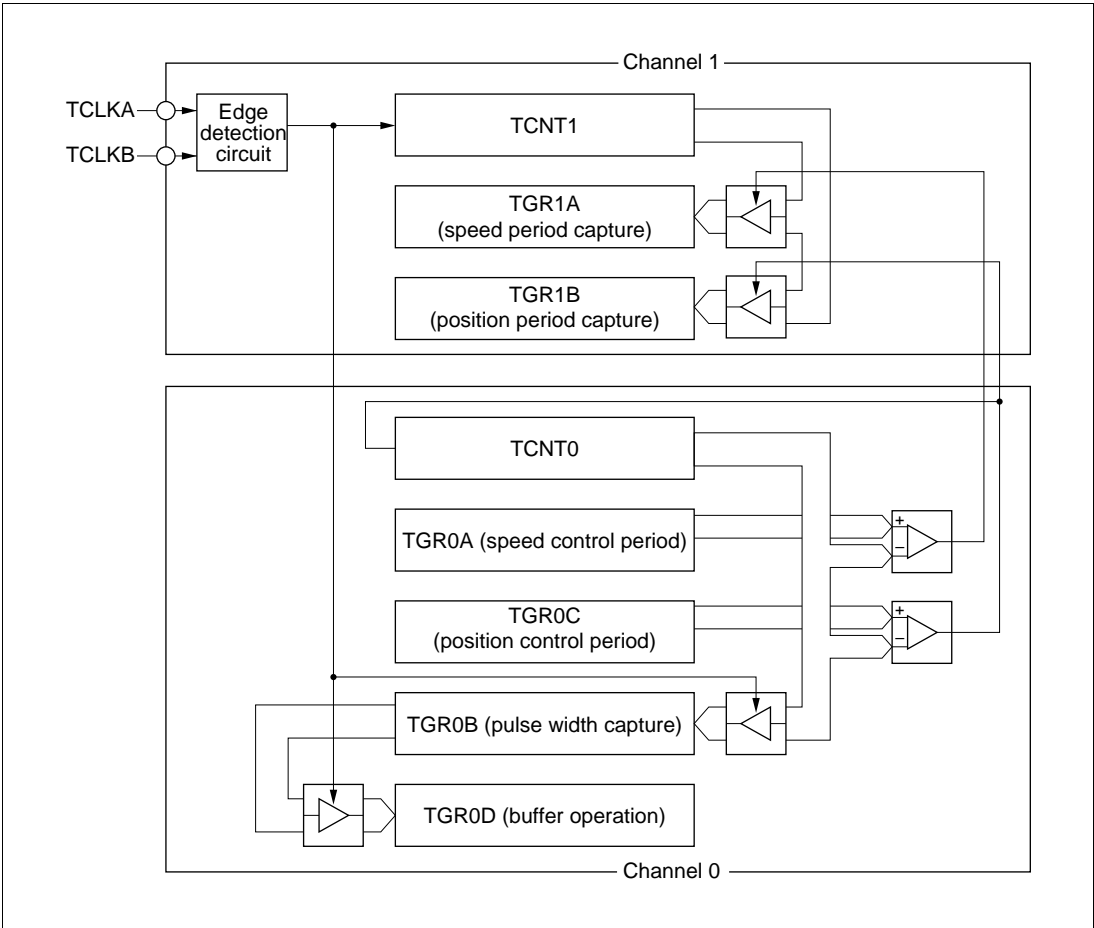 Channel 1
TCLKA
TCLKB
Edge
detection
circuit
TCNT1
TGR1A
(speed period capture)
TGR1B
(position period capture)
TCNT0
TGR0A (speed control period)
+
−
TGR0C
(position control period)
+
−
TGR0B (pulse width capture)
TGR0D (buffer operation)
Channel 0